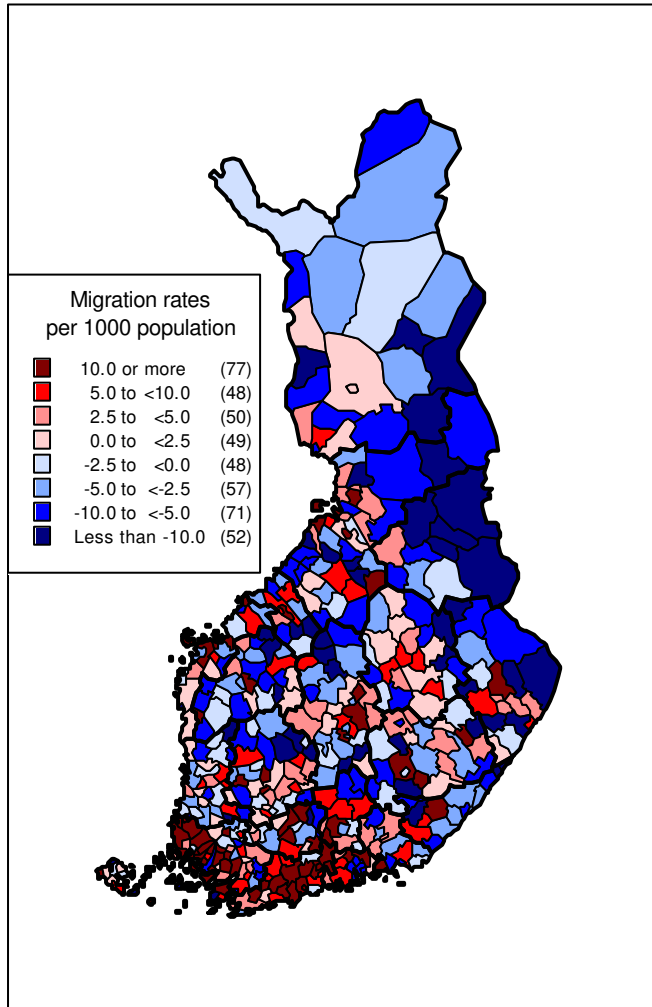 Migration rates
per 1000 population
10.0 or more (77)
5.0 to <10.0 (48)
2.5 to <5.0 (50)
0.0 to <2.5 (49)
-2.5 to <0.0 (48)
-5.0 to <-2.5 (57)
-10.0 to <-5.0 (71)
Less than -10.0 (52)